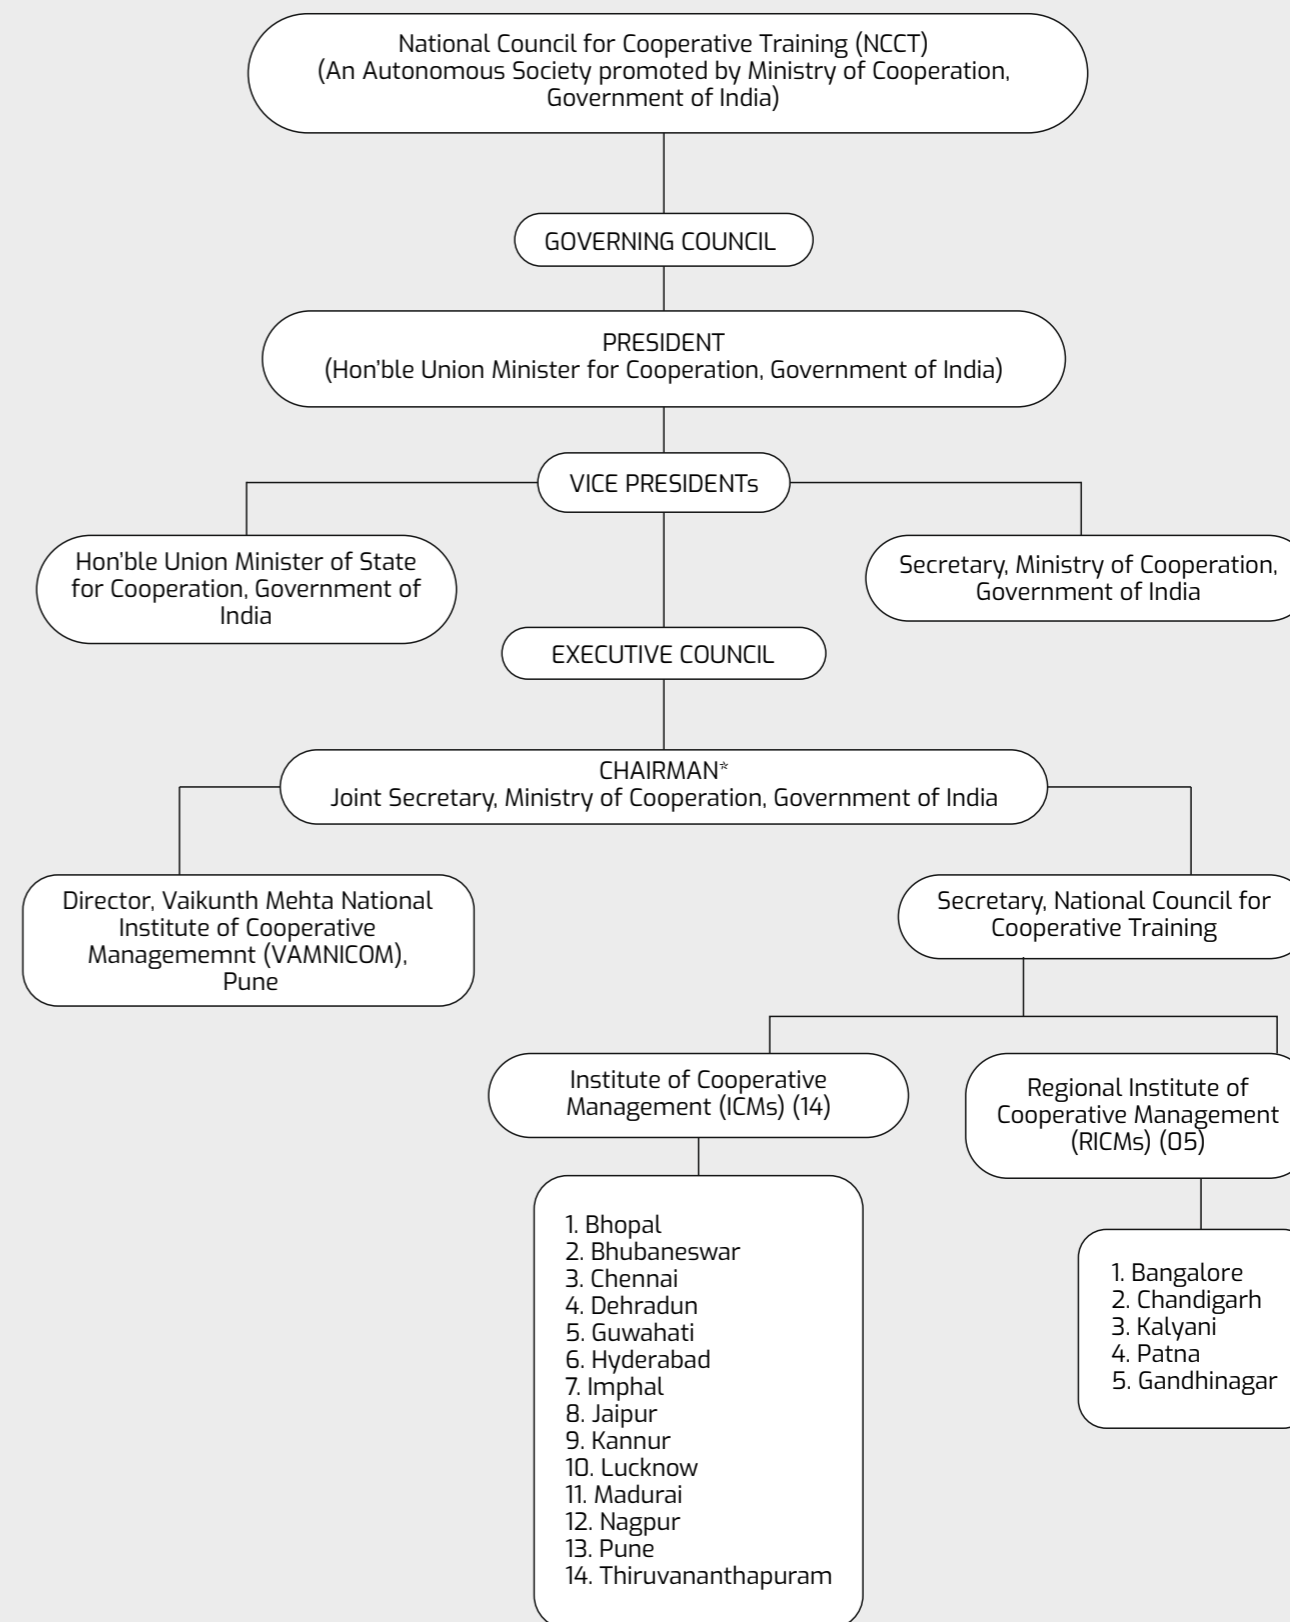 National Council for Cooperative Training (NCCT)
(An Autonomous Society promoted by Ministry of Cooperation,
Government of India)
GOVERNING COUNCIL
PRESIDENT
(Hon'ble Union Minister for Cooperation, Government of India)
VICE PRESIDENTs
Hon'ble Union Minister of State
for Cooperation, Government of
India
Secretary, Ministry of Cooperation,
Government of India
EXECUTIVE COUNCIL
CHAIRMAN*
Joint Secretary, Ministry of Cooperation, Government of India
Director, Vaikunth Mehta National
Institute of Cooperative
Managememnt (VAMNICOM),
Pune
Secretary, National Council for
Cooperative Training
Institute of Cooperative
Management (ICMs) (14)
Regional Institute of
Cooperative Management
(RICMs) (05)
1. Bhopal
2. Bhubaneswar
3. Chennai
4. Dehradun
5. Guwahati
6. Hyderabad
7. Imphal
8. Jaipur
9. Kannur
10. Lucknow
11. Madurai
12. Nagpur
13. Pune
14. Thiruvananthapuram
1. Bangalore
2. Chandigarh
3. Kalyani
4. Patna
5. Gandhinagar